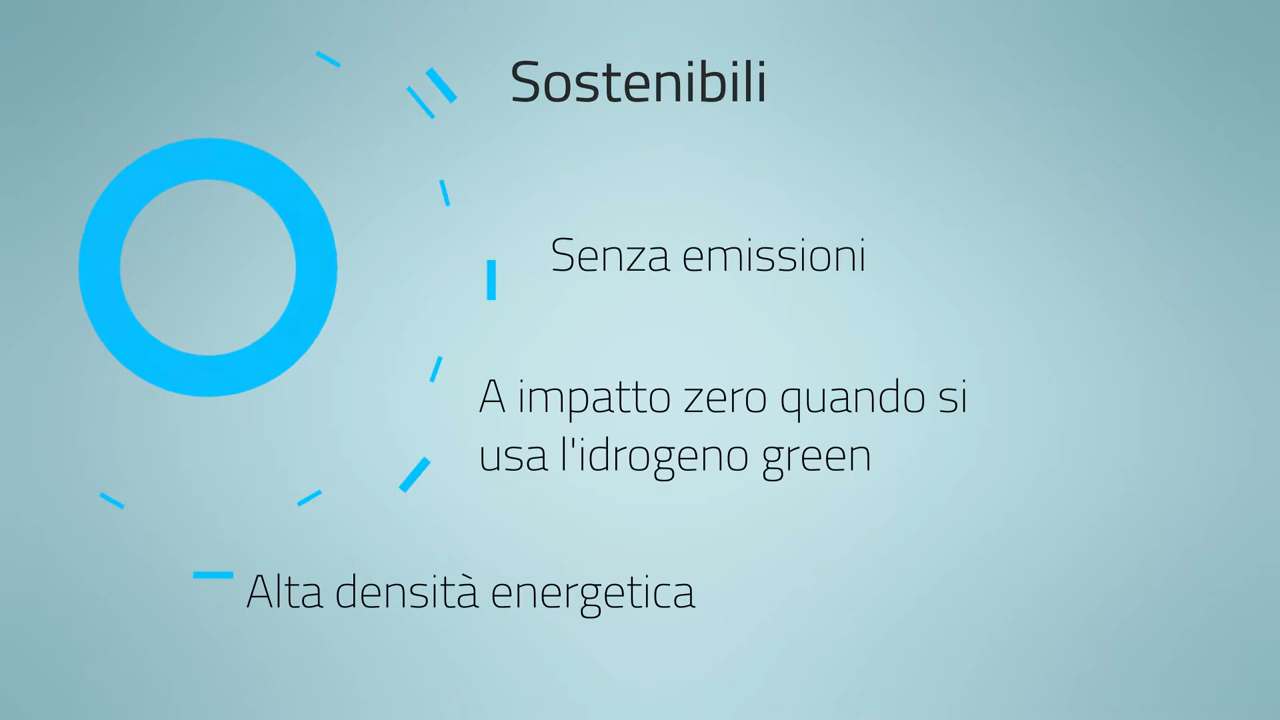 Sostenibili
Senza emissioni
A impatto zero quando si
usa l'idrogeno green
Alta densità energetica